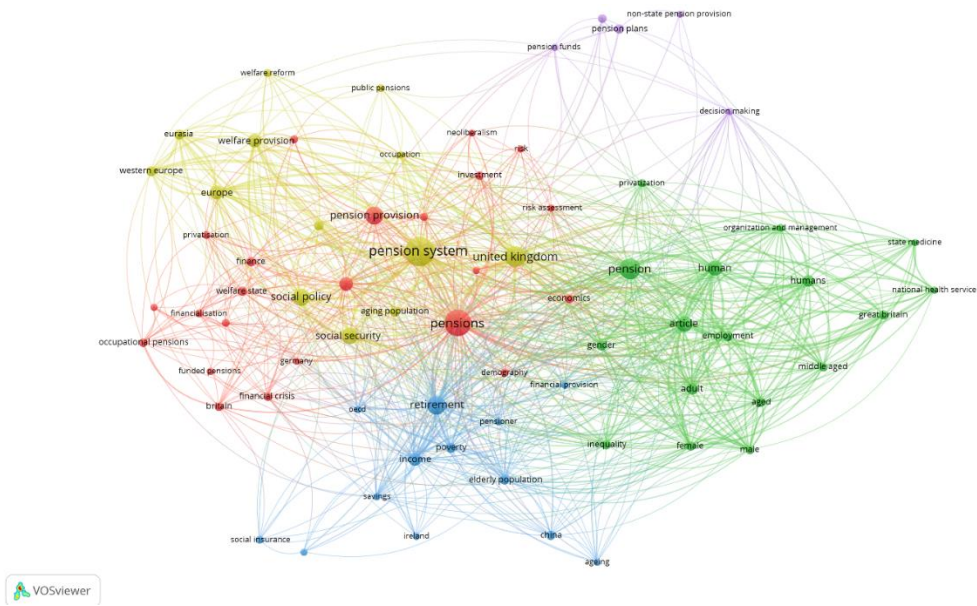 non-state pension provision
pension plans
pension funds
welfare reform
public pensions
decision making
eurasia
welfare provision
neoliberalism
occupation
risk
western europe
investment
privatization
europe
risk assessment
pension provision
organization and management
privatisation
state medicine
pension system
united kingdom
finance
pension
human
humans
national health service
welfare state
social policy
economics
financialisation
aging population
great britain
pensions
article
social security
employment
occupational pensions
gender
germany
middle aged
funded pensions
demography
financial provision
adult
financial crisis
aged
britain
oecd
retirement
pensioner
inequality
female
male
poverty
income
elderly population
savings
social insurance
ireland
china
ageing
VOSviewer